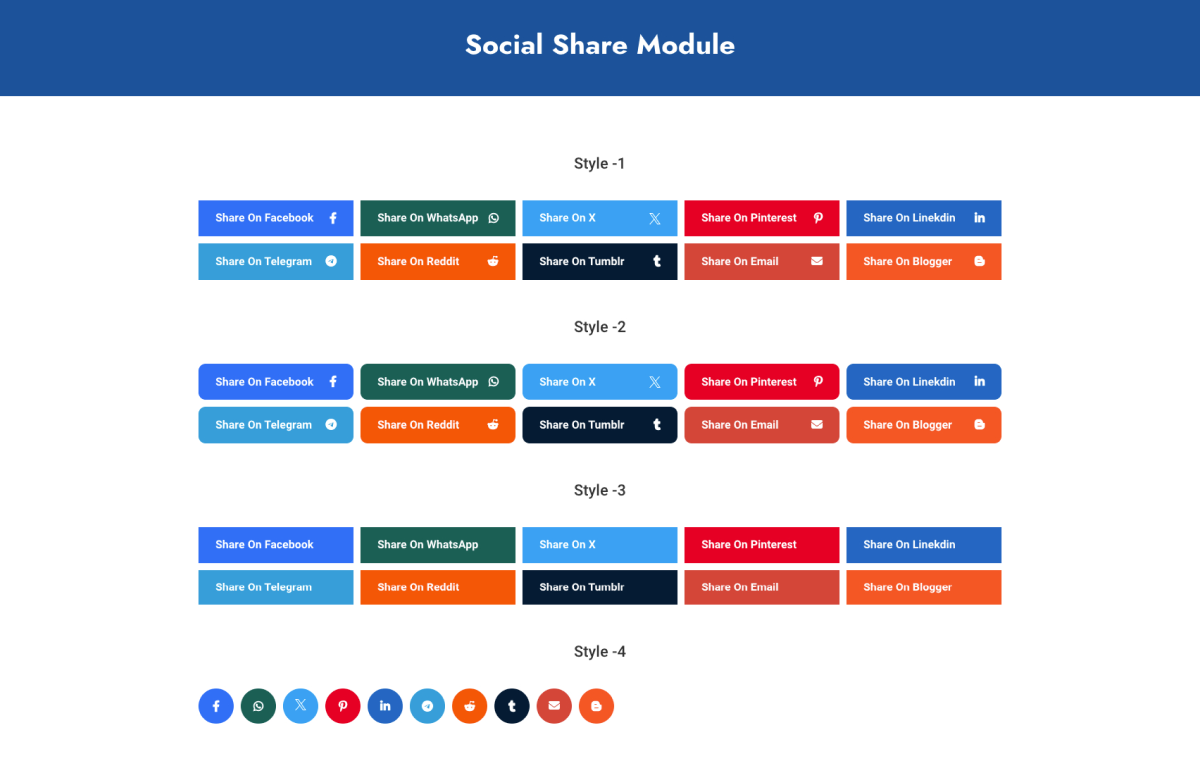 Social Share Module
Style -1
Share On Facebook Share On WhatsApp Share On X Share On Pinterest Share On Linekdin
Share On Telegram Share On Reddit Share On Tumblr Share On Email Share On Blogger
Style -2
Share On Facebook Share On WhatsApp Share On X Share On Pinterest Share On Linekdin
Share On Telegram Share On Reddit Share On Tumblr Share On Email Share On Blogger
Style -3
Share On Facebook Share On WhatsApp Share On X Share On Pinterest Share On Linekdin
Share On Telegram Share On Reddit Share On Tumblr Share On Email Share On Blogger
Style -4